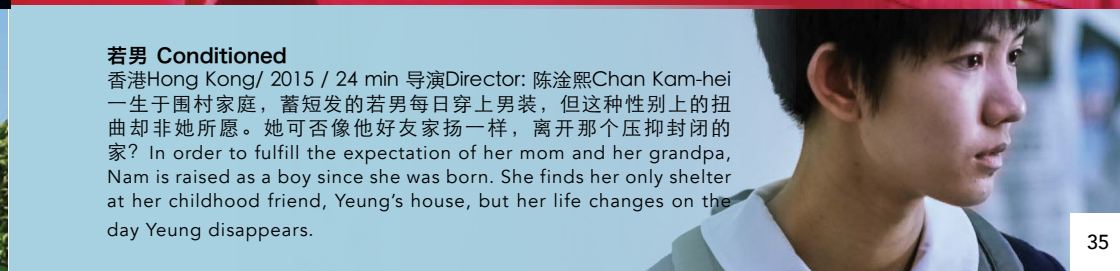 若男 Conditioned
香港Hong Kong/ 2015 / 24 min 导演Director: 陈淦熙Chan Kam-hei
一生于围村家庭，蓄短发的若男每日穿上男装，但这种性别上的扭
曲却非她所愿。她可否像他好友家扬一样，离开那个压抑封闭的
家？In order to fulfill the expectation of her mom and her grandpa,
Nam is raised as a boy since she was born. She finds her only shelter
at her childhood friend, Yeung’s house, but her life changes on the
day Yeung disappears.
35